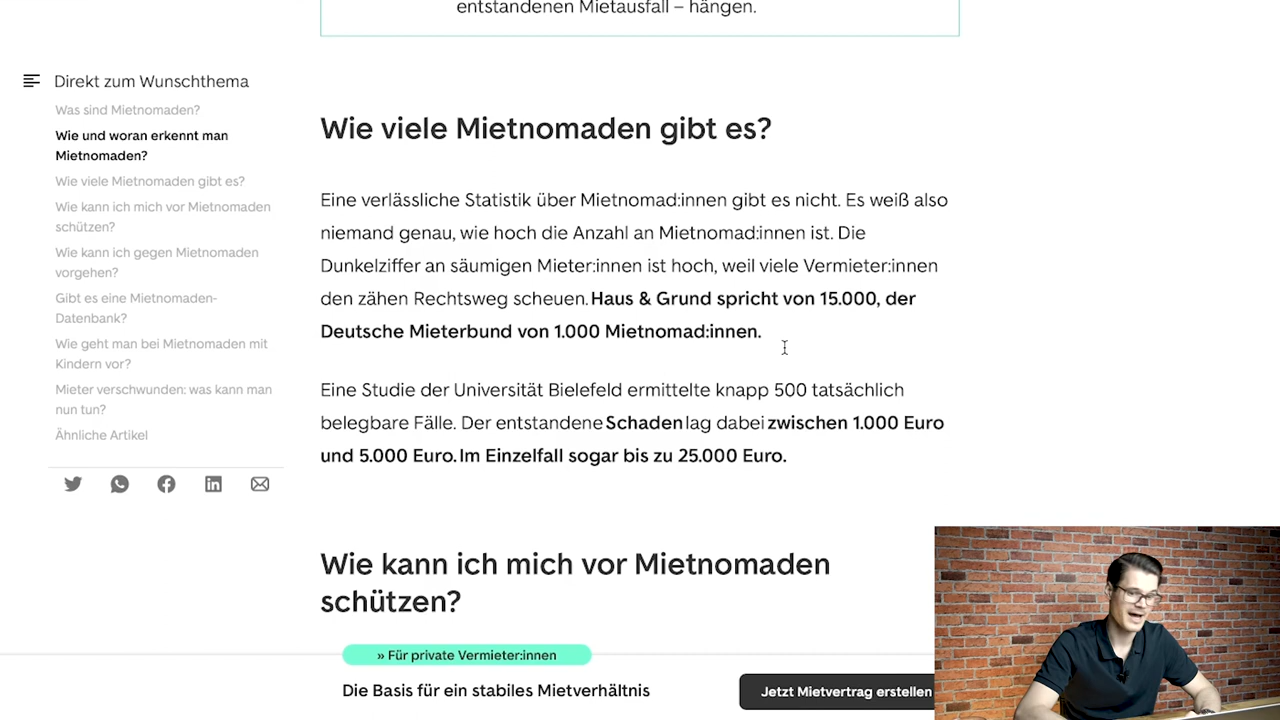 entstandenen Mietausfall – hängen.
Direkt zum Wunschthema
Was sind Mietnomaden?
Wie und woran erkennt man
Mietnomaden?
Wie viele Mietnomaden gibt es?
Wie kann ich mich vor Mietnomaden
schützen?
Wie kann ich gegen Mietnomaden
vorgehen?
Gibt es eine Mietnomaden-
Datenbank?
Wie geht man bei Mietnomaden mit
Kindern vor?
Mieter verschwunden: was kann man
nun tun?
Ähnliche Artikel
Wie viele Mietnomaden gibt es?
Eine verlässliche Statistik über Mietnomad:innen gibt es nicht. Es weiß also
niemand genau, wie hoch die Anzahl an Mietnomad:innen ist. Die
Dunkelziffer an säumigen Mieter:innen ist hoch, weil viele Vermieter:innen
den zähen Rechtsweg scheuen. Haus & Grund spricht von 15.000, der
Deutsche Mieterbund von 1.000 Mietnomad:innen.
Eine Studie der Universität Bielefeld ermittelte knapp 500 tatsächlich
belegbare Fälle. Der entstandene Schaden lag dabei zwischen 1.000 Euro
und 5.000 Euro. Im Einzelfall sogar bis zu 25.000 Euro.
Wie kann ich mich vor Mietnomaden
schützen?
» Für private Vermieter:innen
Die Basis für ein stabiles Mietverhältnis
Jetzt Mietvertrag erstellen